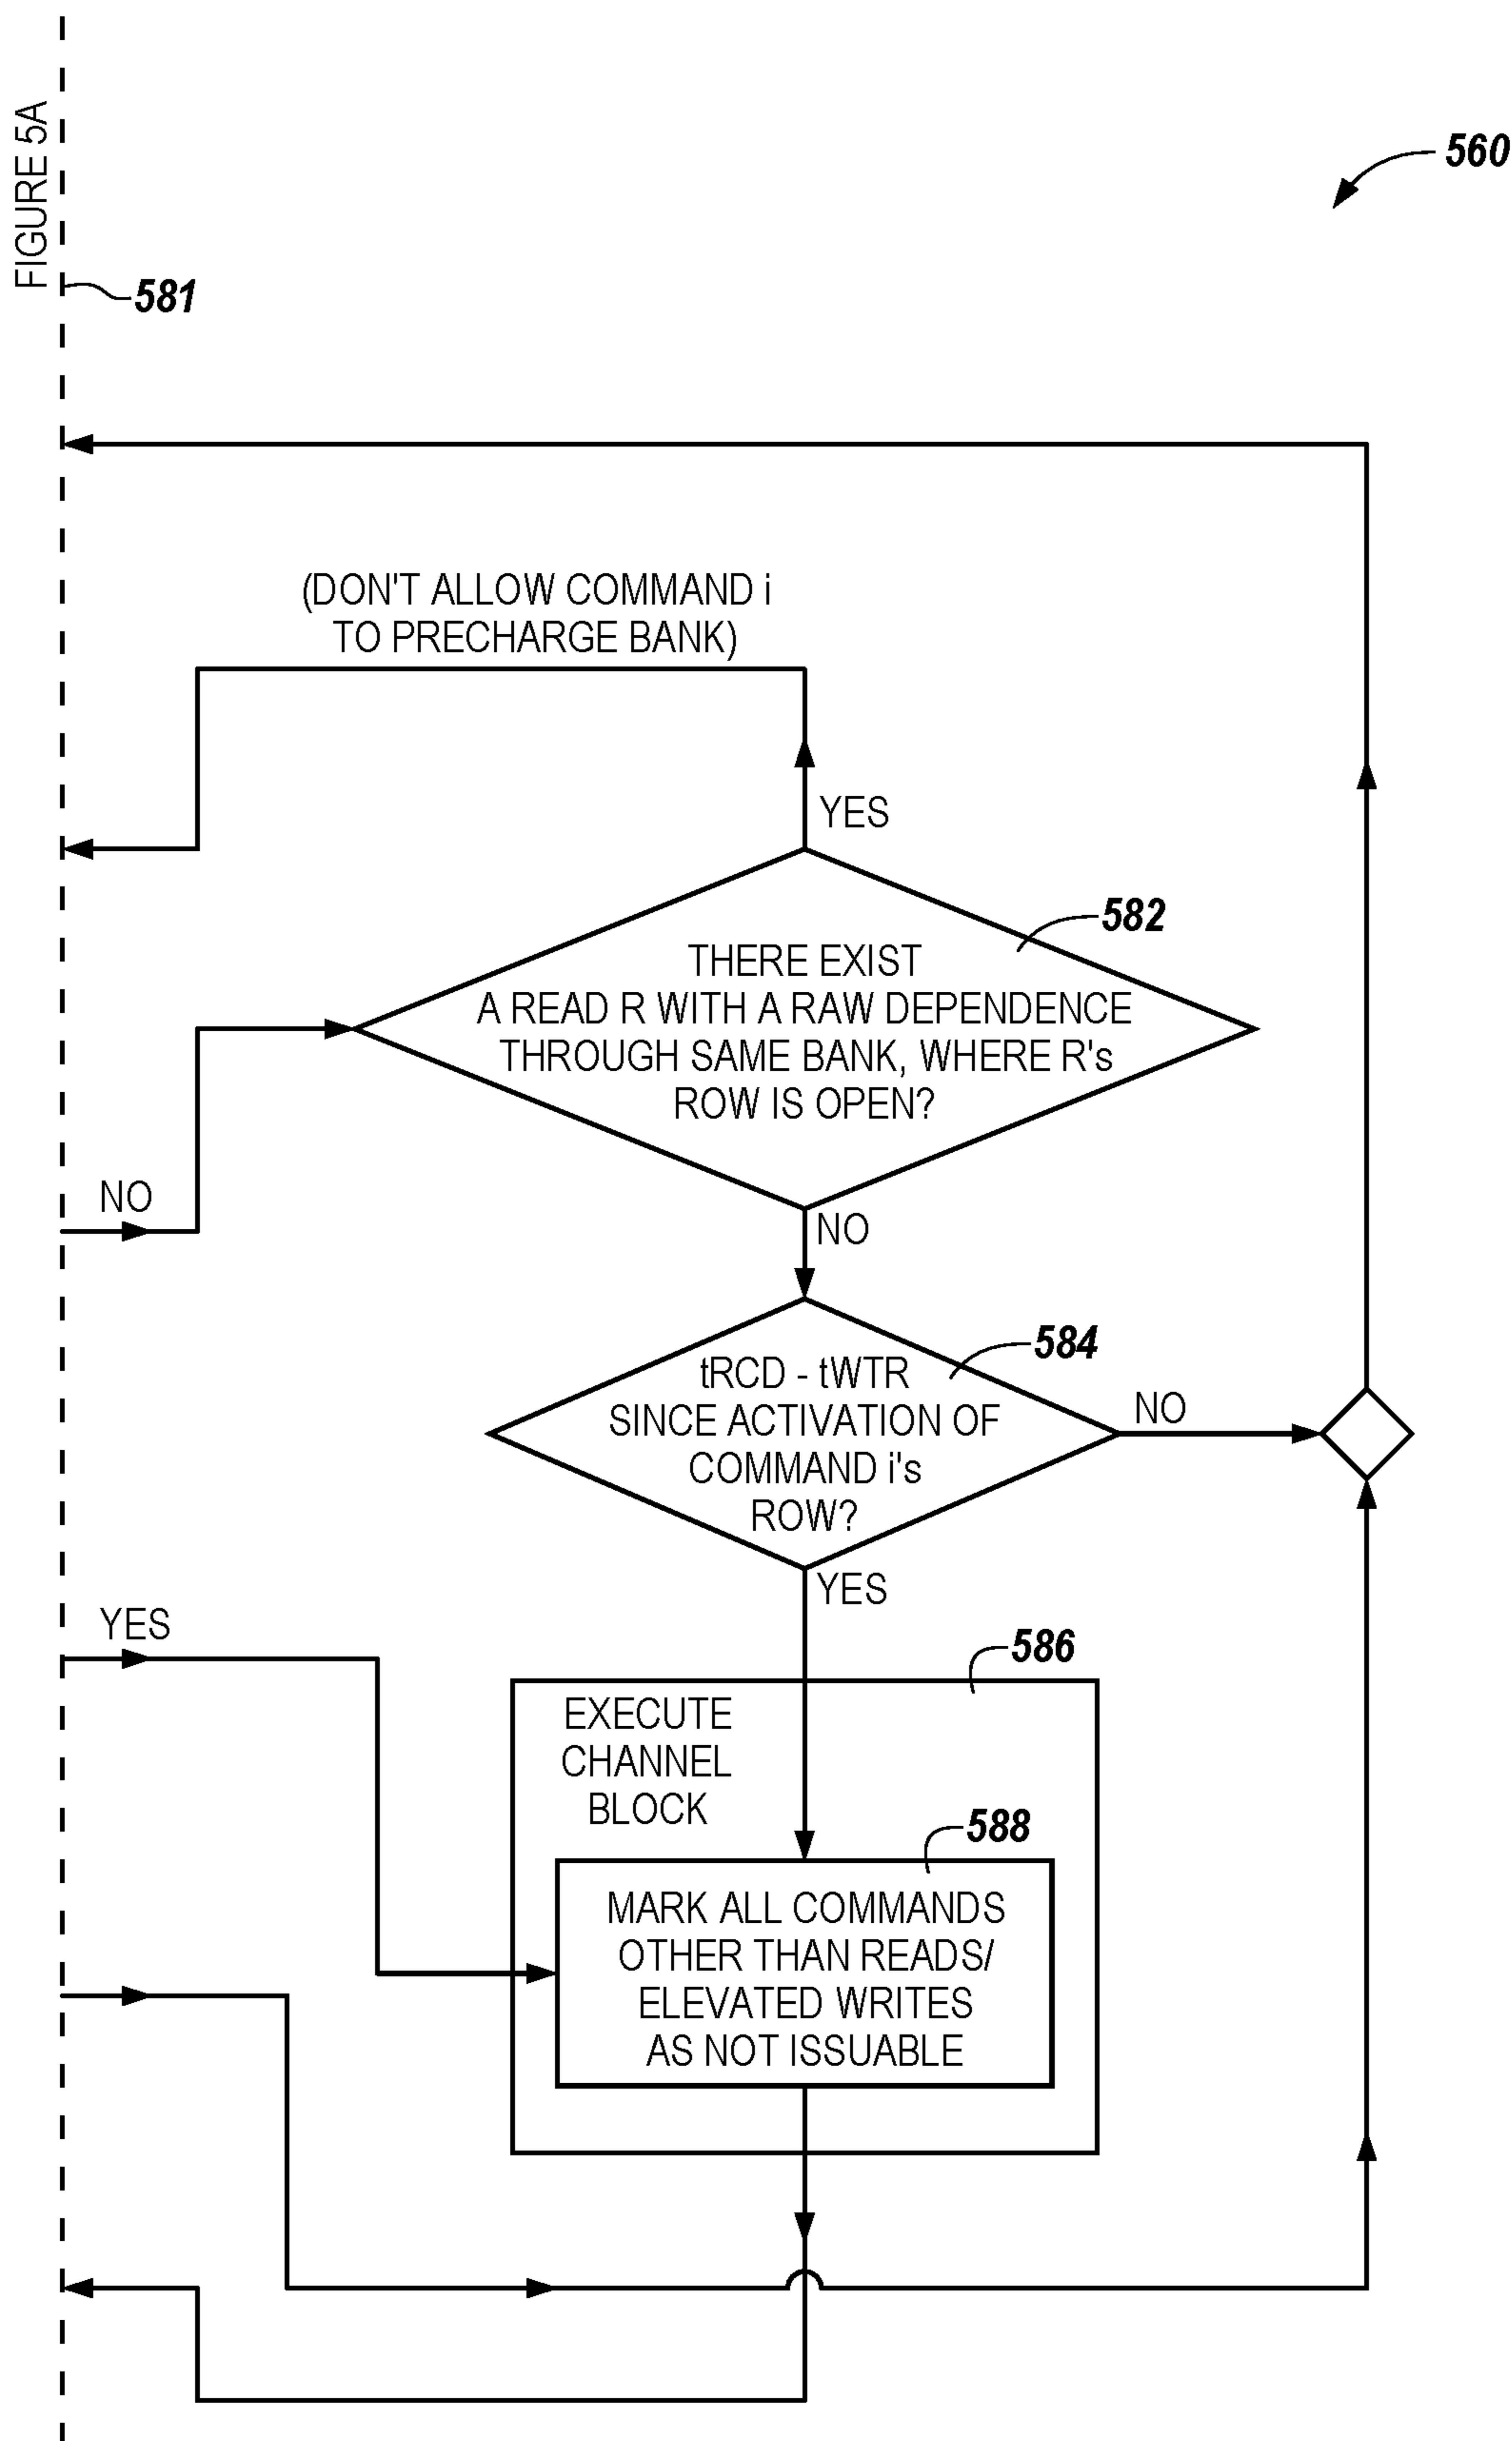 FIGURE 5A
560
581
(DON'T ALLOW COMMAND i
TO PRECHARGE BANK)
YES
582
THERE EXIST
A READ R WITH A RAW DEPENDENCE
THROUGH SAME BANK, WHERE R's
ROW IS OPEN?
NO
NO
584
tRCD - tWTR
SINCE ACTIVATION OF
COMMAND i's
ROW?
NO
YES
YES
586
EXECUTE
CHANNEL
BLOCK
588
MARK ALL COMMANDS
OTHER THAN READS/
ELEVATED WRITES
AS NOT ISSUABLE